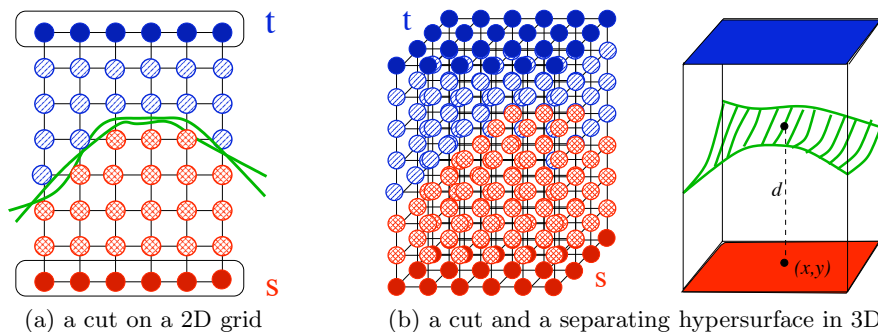 t
s
(a) a cut on a 2D grid
t
s
d
(x,y)
(b) a cut and a separating hypersurface in 3D